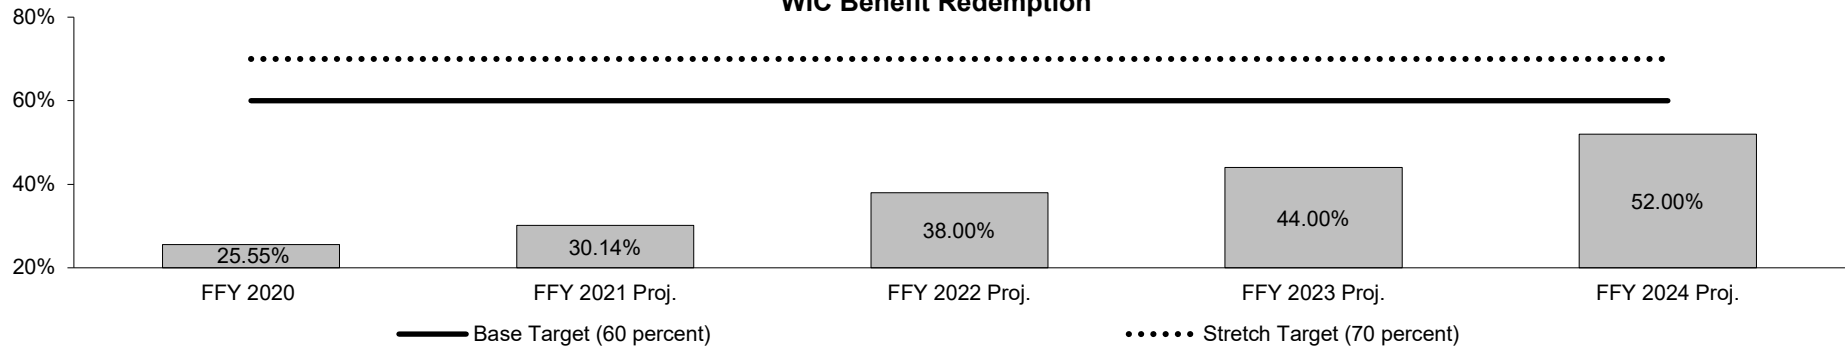 WIC Benefit Redemption
80%
60%
40%
20%
25.55%
30.14%
38.00%
44.00%
52.00%
FFY 2020
FFY 2021 Proj.
FFY 2022 Proj.
FFY 2023 Proj.
FFY 2024 Proj.
Base Target (60 percent)
Stretch Target (70 percent)